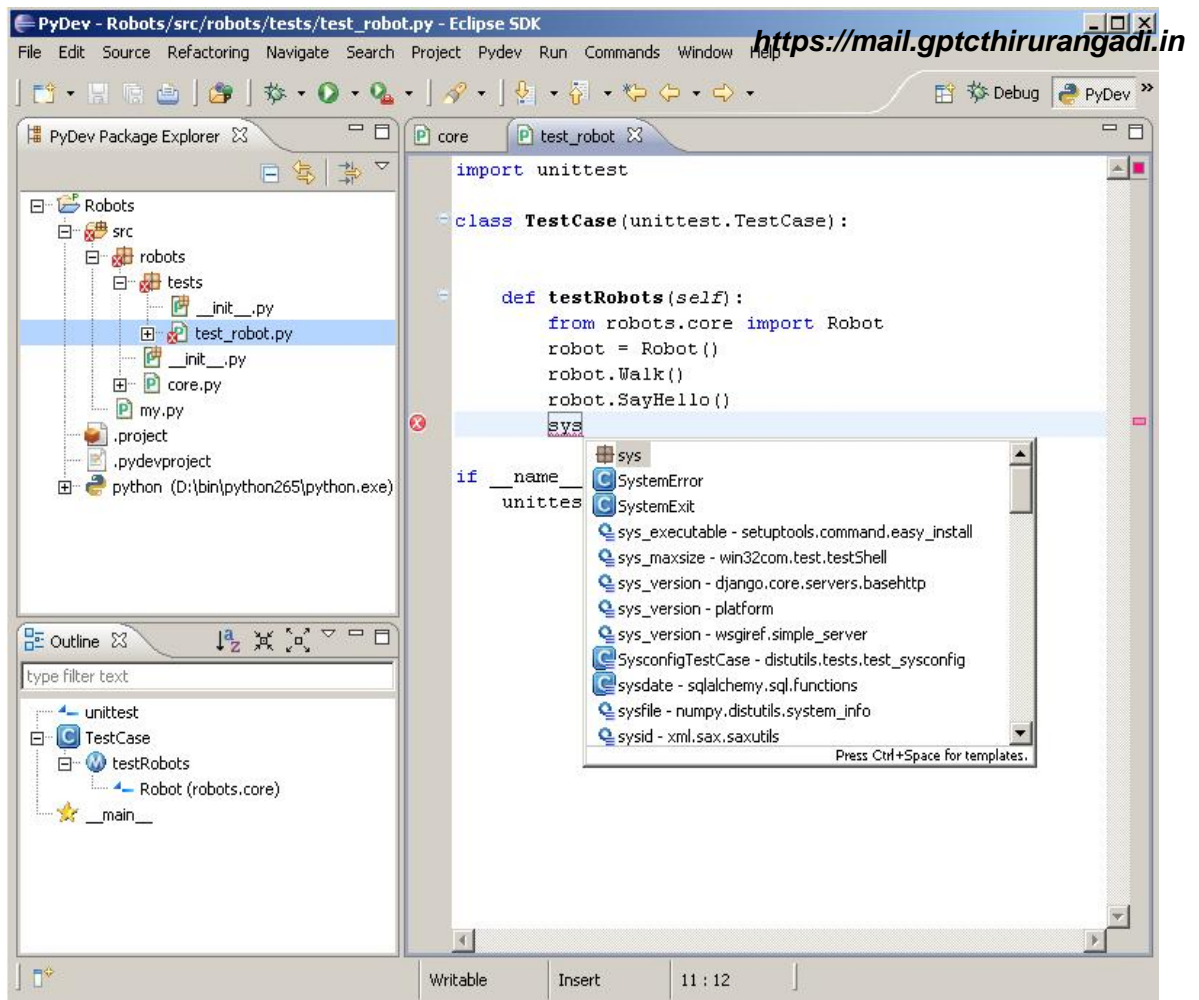 PyDev - Robots/src/robots/tests/test_robot.py - Eclipse SDK
https://mail.gptcthirurangadi.in
File Edit Source Refactoring Navigate Search Project Pydev Run Commands Window Help
Debug PyDev
PyDev Package Explorer
Robots
src
robots
tests
__init__.py
test_robot.py
__init__.py
core.py
my.py
.project
.pydevproject
python (D:\bin\python265\python.exe)
Outline
type filter text
unittest
TestCase
testRobots
Robot (robots.core)
__main__
core test_robot
import unittest
class TestCase(unittest.TestCase):
def testRobots(self):
from robots.core import Robot
robot = Robot()
robot.Walk()
robot.SayHello()
sys
if __name__
unittes
sys
SystemError
SystemExit
sys_executable - setuptools.command.easy_install
sys_maxsize - win32com.test.testShell
sys_version - django.core.servers.basehttp
sys_version - platform
sys_version - wsgiref.simple_server
SysconfigTestCase - distutils.tests.test_sysconfig
sysdate - sqlalchemy.sql.functions
sysfile - numpy.distutils.system_info
sysid - xml.sax.saxutils
Press Ctrl+Space for templates.
Writable Insert 11 : 12